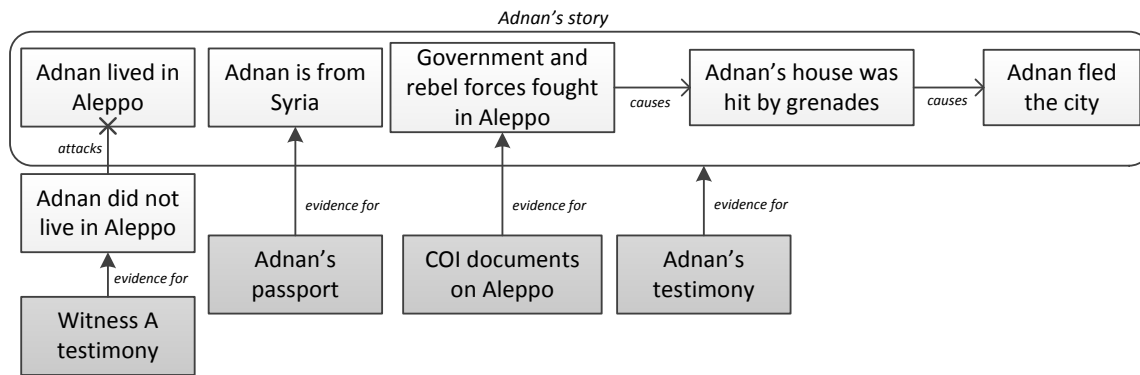 Adnan's story
Adnan lived in
Aleppo
Adnan is from
Syria
Government and
rebel forces fought
in Aleppo
causes
Adnan's house was
hit by grenades
causes
Adnan fled
the city
attacks
Adnan did not
live in Aleppo
evidence for
evidence for
evidence for
Adnan's
passport
COI documents
on Aleppo
Adnan's
testimony
evidence for
Witness A
testimony